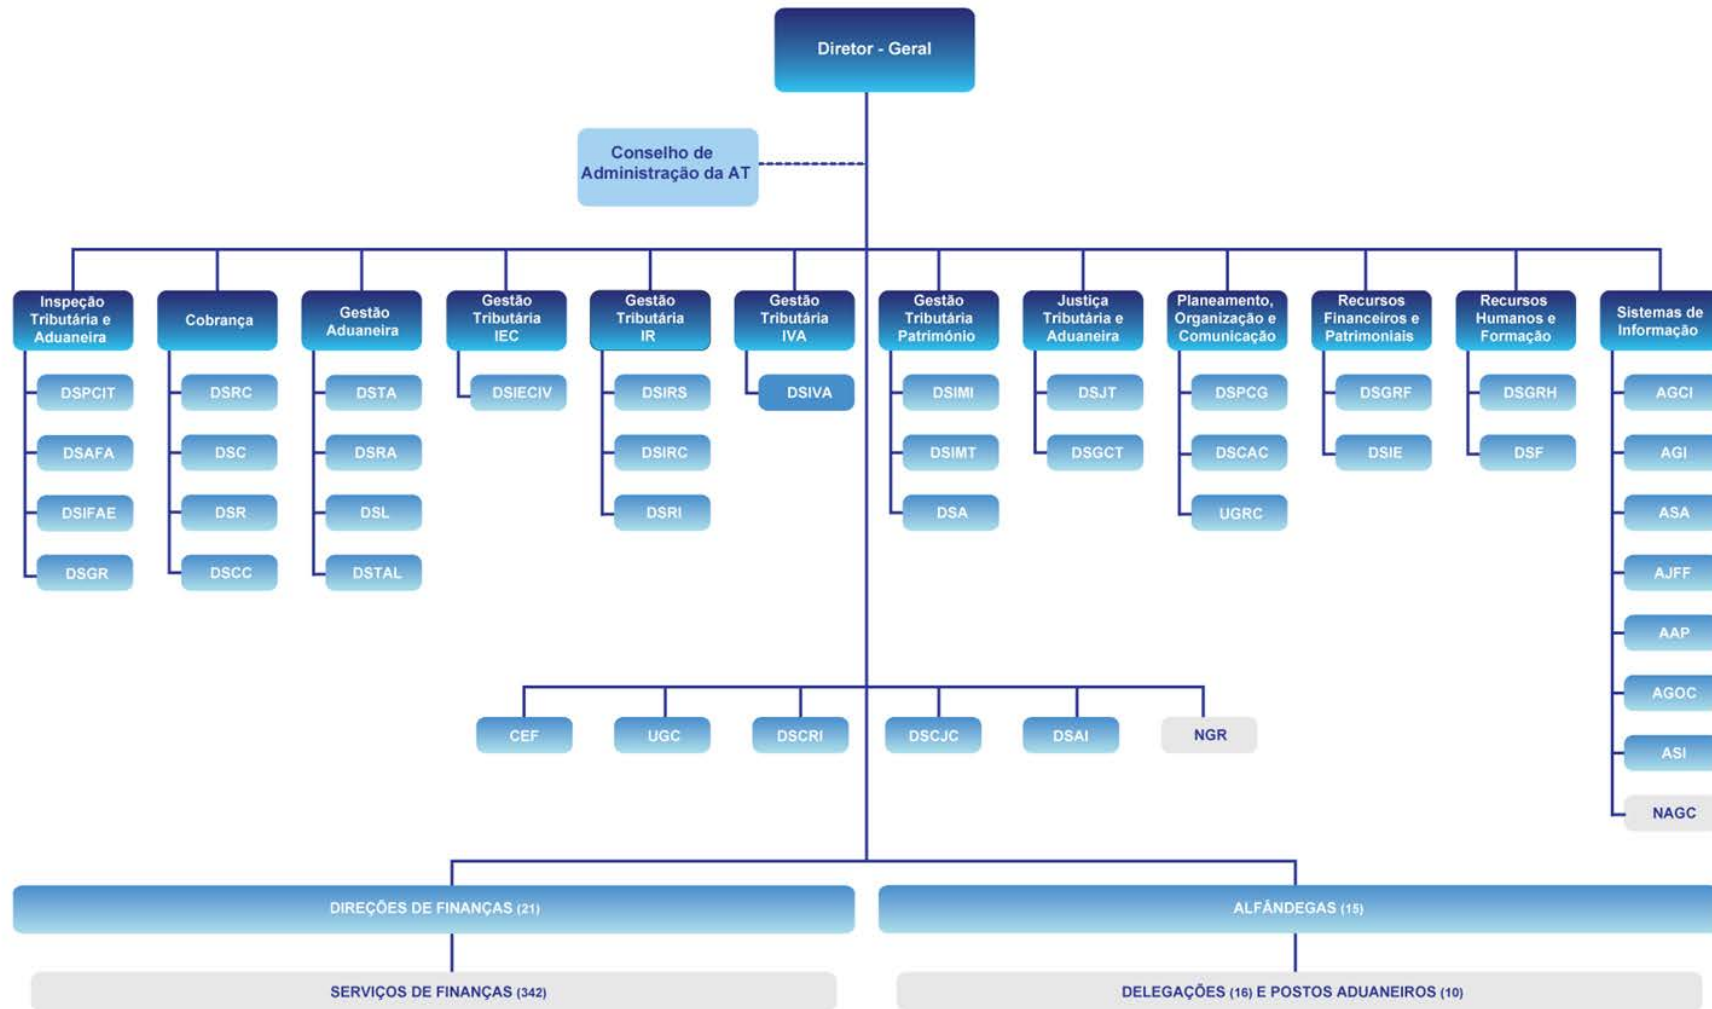 Diretor - Geral
Conselho de
Administração da AT
Inspeção
Tributária e
Aduaneira
DSPCIT
DSAFA
DSIFAE
DSGR
Cobrança
DSRC
DSC
DSR
DSCC
Gestão
Aduaneira
DSTA
DSRA
DSL
DSTAL
Gestão
Tributária
IEC
DSIECIV
Gestão
Tributária
IR
DSIRS
DSIRC
DSRI
Gestão
Tributária
IVA
DSIVA
Gestão
Tributária
Património
DSIMI
DSIMT
DSA
Justiça
Tributária e
Aduaneira
DSJT
DSGCT
Planeamento,
Organização e
Comunicação
DSPCG
DSCAC
UGRC
Recursos
Financeiros e
Patrimoniais
DSGRF
DSIE
Recursos
Humanos e
Formação
DSGRH
DSF
Sistemas de
Informação
AGCI
AGI
ASA
AJFF
AAP
AGOC
ASI
NAGC
CEF
UGC
DSCRI
DSCJC
DSAI
NGR
DIREÇÕES DE FINANÇAS (21)
ALFÂNDEGAS (15)
SERVIÇOS DE FINANÇAS (342)
DELEGAÇÕES (16) E POSTOS ADUANEIROS (10)